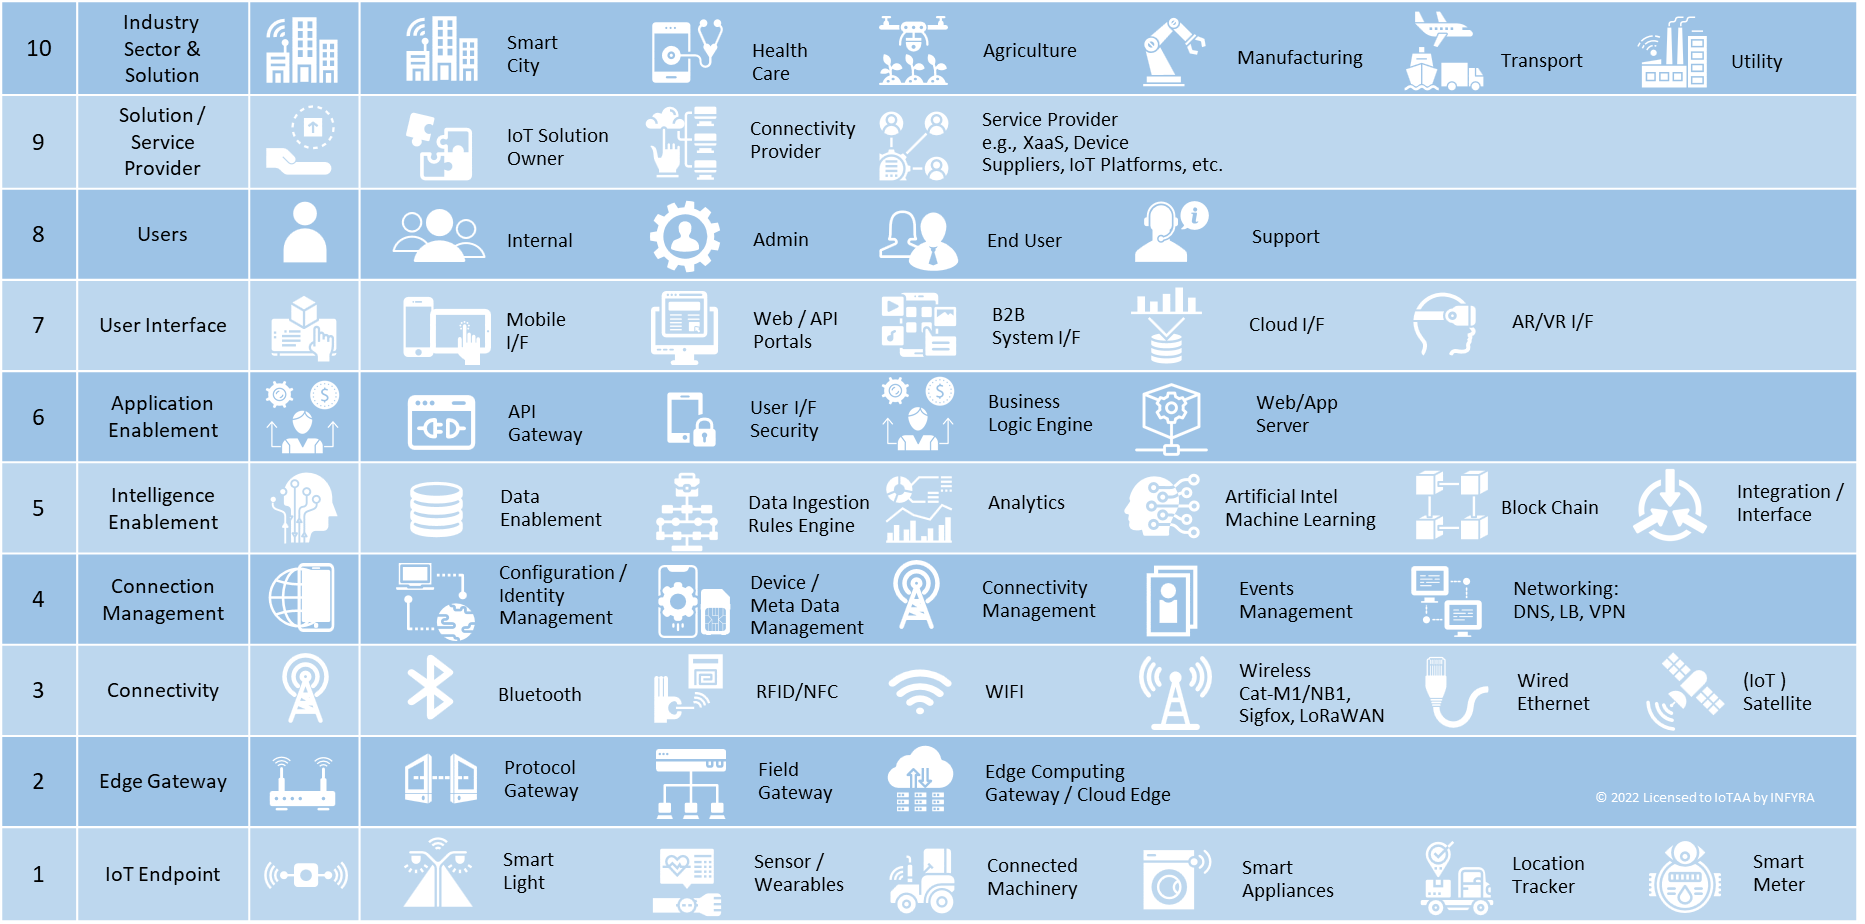 10
Industry
Sector &
Solution
Smart
City
Health
Care
Agriculture
Manufacturing
Transport
Utility
9
Solution /
Service
Provider
IoT Solution
Owner
Connectivity
Provider
Service Provider
e.g., XaaS, Device
Suppliers, IoT Platforms, etc.
8
Users
Internal
Admin
End User
i
Support
7
User Interface
Mobile
I/F
Web / API
Portals
B2B
System I/F
Cloud I/F
AR/VR I/F
6
Application
Enablement
$
API
Gateway
User I/F
Security
$
Business
Logic Engine
Web/App
Server
5
Intelligence
Enablement
Data
Enablement
Data Ingestion
Rules Engine
Analytics
Artificial Intel
Machine Learning
Block Chain
Integration /
Interface
4
Connection
Management
Configuration /
Identity
Management
Device /
Meta Data
Management
Connectivity
Management
Events
Management
Networking:
DNS, LB, VPN
3
Connectivity
Bluetooth
RFID/NFC
WIFI
Wireless
Cat-M1/NB1,
Sigfox, LoRaWAN
Wired
Ethernet
(IoT )
Satellite
2
Edge Gateway
Protocol
Gateway
Field
Gateway
Edge Computing
Gateway / Cloud Edge
© 2022 Licensed to IoTAA by INFYRA
1
IoT Endpoint
Smart
Light
Sensor /
Wearables
Connected
Machinery
Smart
Appliances
Location
Tracker
Smart
Meter